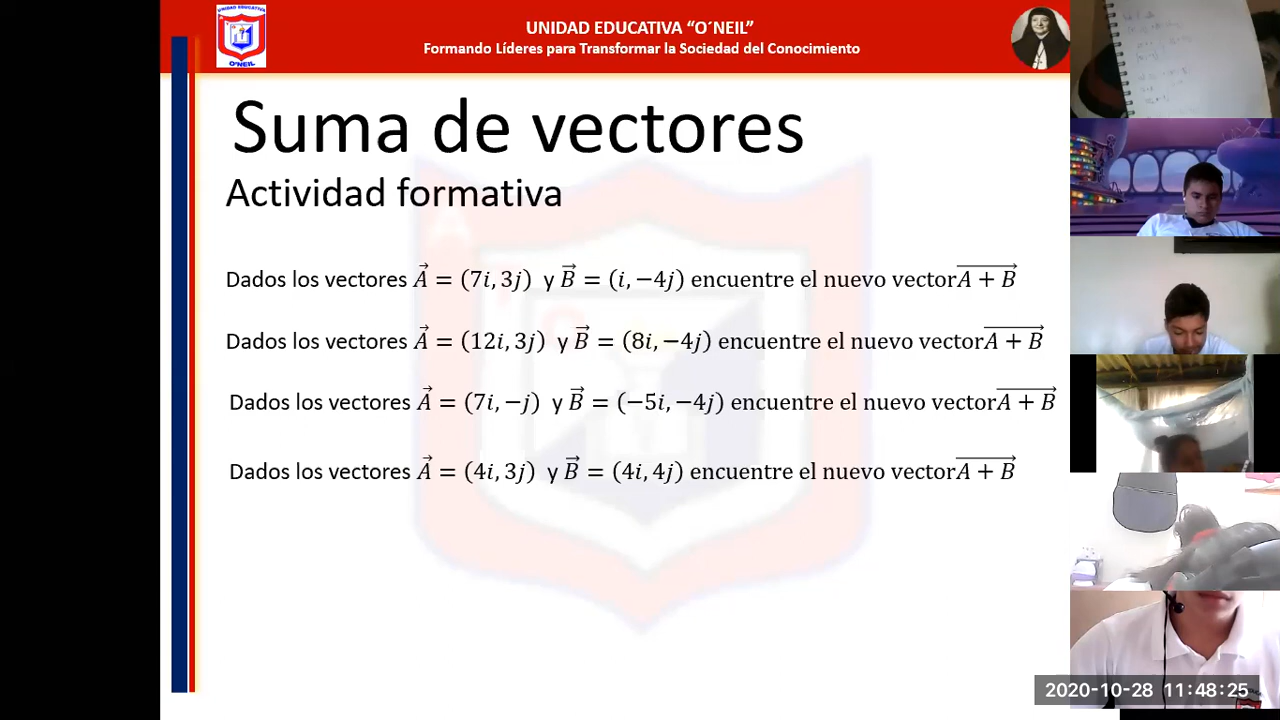 UNIDAD EDUCATIVA “O´NEIL”
Formando Líderes para Transformar la Sociedad del Conocimiento
UNIDAD EDUCATIVA
O'NEIL
Suma de vectores
Actividad formativa
Dados los vectores A⃗ = (7i, 3j) y B⃗ = (i, −4j) encuentre el nuevo vector A + B
Dados los vectores A⃗ = (12i, 3j) y B⃗ = (8i, −4j) encuentre el nuevo vector A + B
Dados los vectores A⃗ = (7i, −j) y B⃗ = (−5i, −4j) encuentre el nuevo vector A + B
Dados los vectores A⃗ = (4i, 3j) y B⃗ = (4i, 4j) encuentre el nuevo vector A + B
2020-10-28 11:48:25